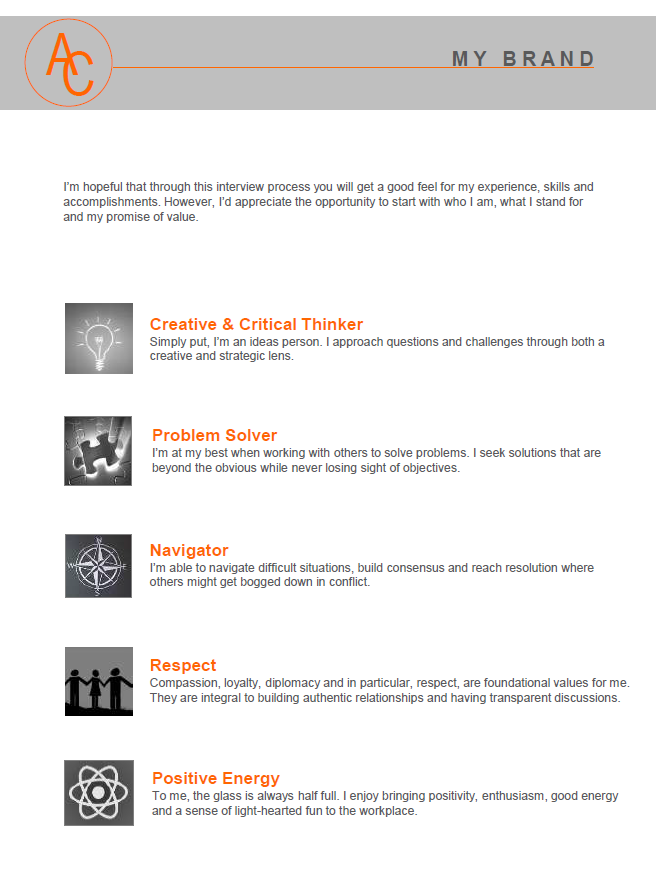 AC
MY BRAND
I'm hopeful that through this interview process you will get a good feel for my experience, skills and
accomplishments. However, I'd appreciate the opportunity to start with who I am, what I stand for
and my promise of value.
Creative & Critical Thinker
Simply put, I'm an ideas person. I approach questions and challenges through both a
creative and strategic lens.
Problem Solver
I'm at my best when working with others to solve problems. I seek solutions that are
beyond the obvious while never losing sight of objectives.
N
W E
S
Navigator
I'm able to navigate difficult situations, build consensus and reach resolution where
others might get bogged down in conflict.
Respect
Compassion, loyalty, diplomacy and in particular, respect, are foundational values for me.
They are integral to building authentic relationships and having transparent discussions.
Positive Energy
To me, the glass is always half full. I enjoy bringing positivity, enthusiasm, good energy
and a sense of light-hearted fun to the workplace.